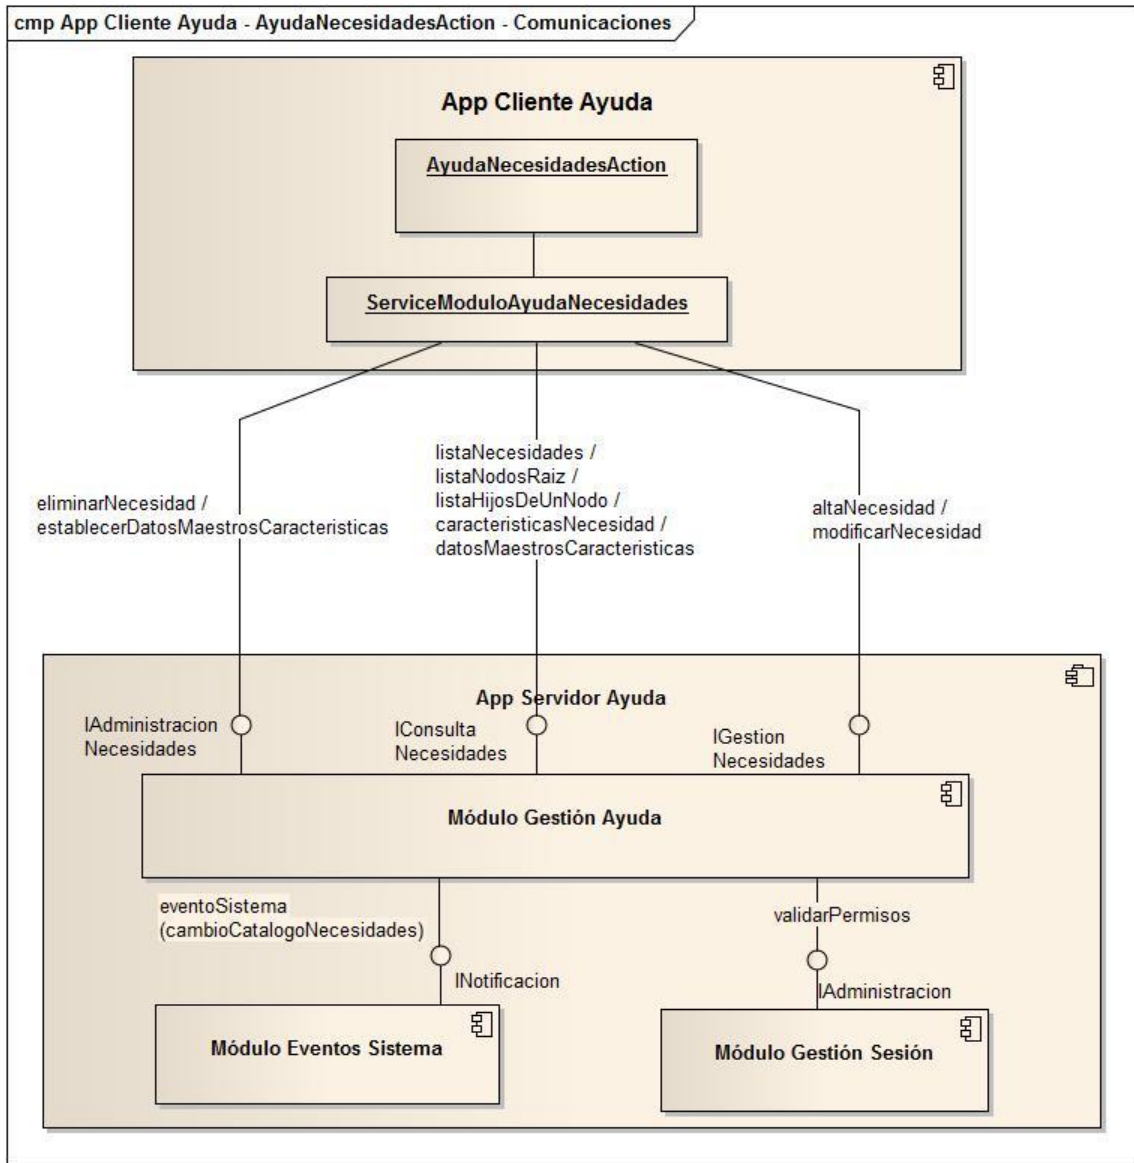 cmp App Cliente Ayuda - AyudaNecesidadesAction - Comunicaciones
App Cliente Ayuda
AyudaNecesidadesAction
ServiceModuloAyudaNecesidades
eliminarNecesidad /
establecerDatosMaestrosCaracteristicas
listaNecesidades /
listaNodosRaiz /
listaHijosDeUnNodo /
caracteristicasNecesidad /
datosMaestrosCaracteristicas
altaNecesidad /
modificarNecesidad
App Servidor Ayuda
IAdministracion
Necesidades
IConsulta
Necesidades
IGestion
Necesidades
Módulo Gestión Ayuda
eventoSistema
(cambioCatalogoNecesidades)
validarPermisos
INotificacion
IAdministracion
Módulo Eventos Sistema
Módulo Gestión Sesión